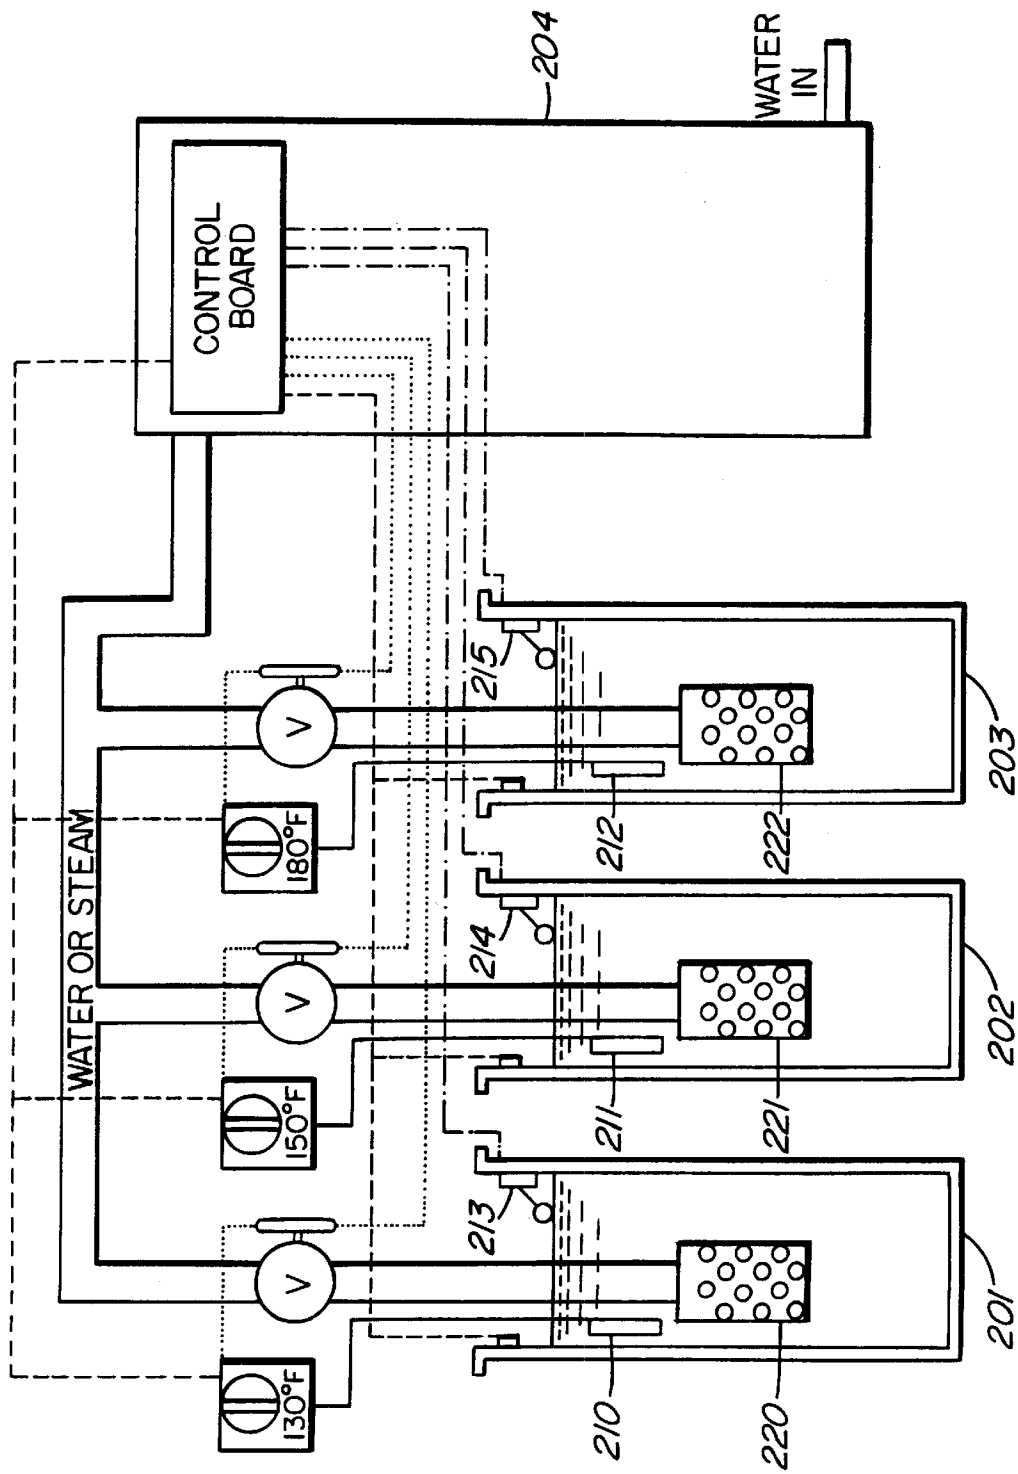 204
WATER
IN
CONTROL
BOARD
WATER OR STEAM
V
V
V
180°F
150°F
130°F
215
214
213
212
211
210
222
221
220
203
202
201